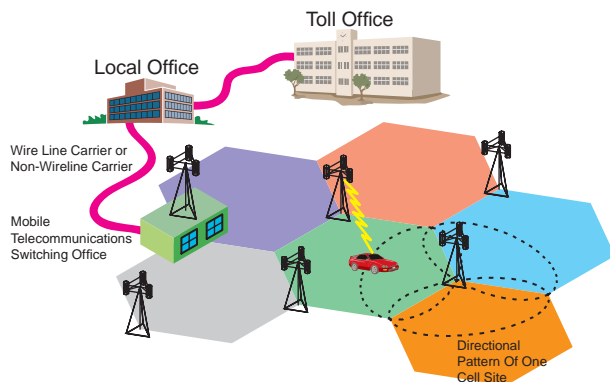 Toll Office
Local Office
Wire Line Carrier or
Non-Wireline Carrier
Mobile
Telecommunications
Switching Office
Directional
Pattern Of One
Cell Site